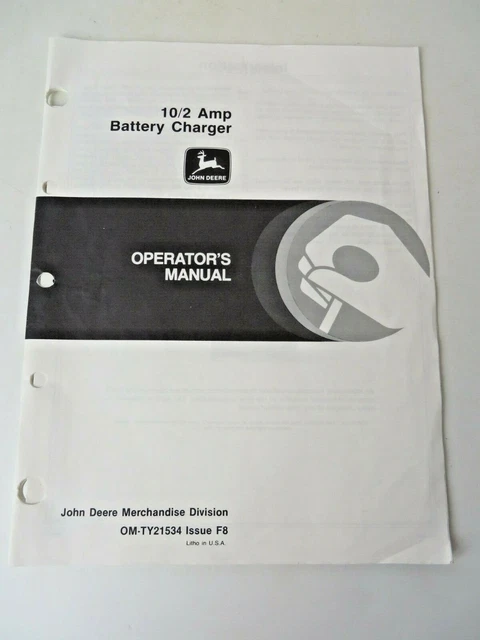 10/2 Amp
Battery Charger
JOHN DEERE
OPERATOR'S
MANUAL
John Deere Merchandise Division
OM-TY21534 Issue F8
Litho in U.S.A.